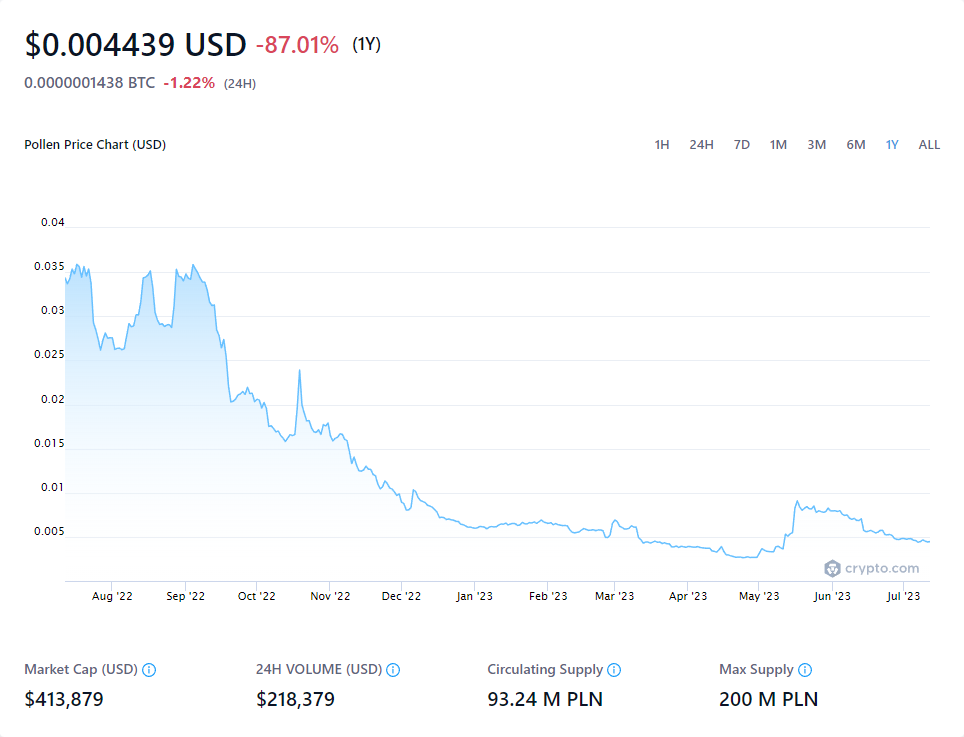 $0.004439 USD -87.01% (1Y)
0.0000001438 BTC -1.22% (24H)
Pollen Price Chart (USD) 1H 24H 7D 1M 3M 6M 1Y ALL
0.04
0.035
0.03
0.025
0.02
0.015
0.01
0.005
crypto.com
Aug '22 Sep '22 Oct '22 Nov '22 Dec '22 Jan '23 Feb '23 Mar '23 Apr '23 May '23 Jun '23 Jul '23
Market Cap (USD) 24H VOLUME (USD) Circulating Supply Max Supply
$413,879 $218,379 93.24 M PLN 200 M PLN